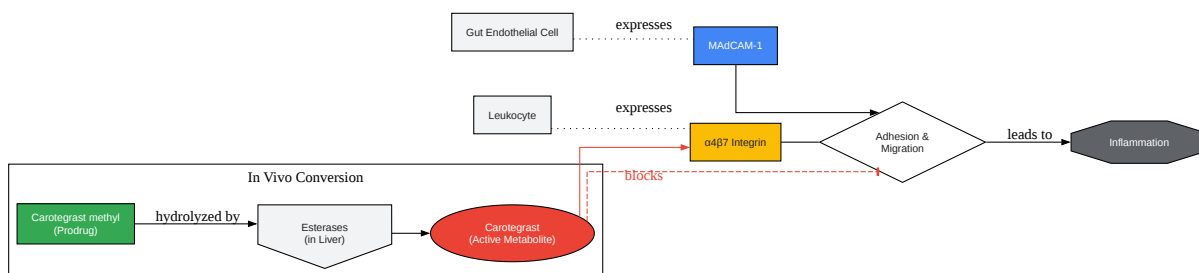 Gut Endothelial Cell
expresses
MAdCAM-1
Leukocyte
expresses
α4β7 Integrin
Adhesion &
Migration
leads to
Inflammation
In Vivo Conversion
blocks
Carotegrast methyl
(Prodrug)
hydrolyzed by
Esterases
(in Liver)
Carotegrast
(Active Metabolite)